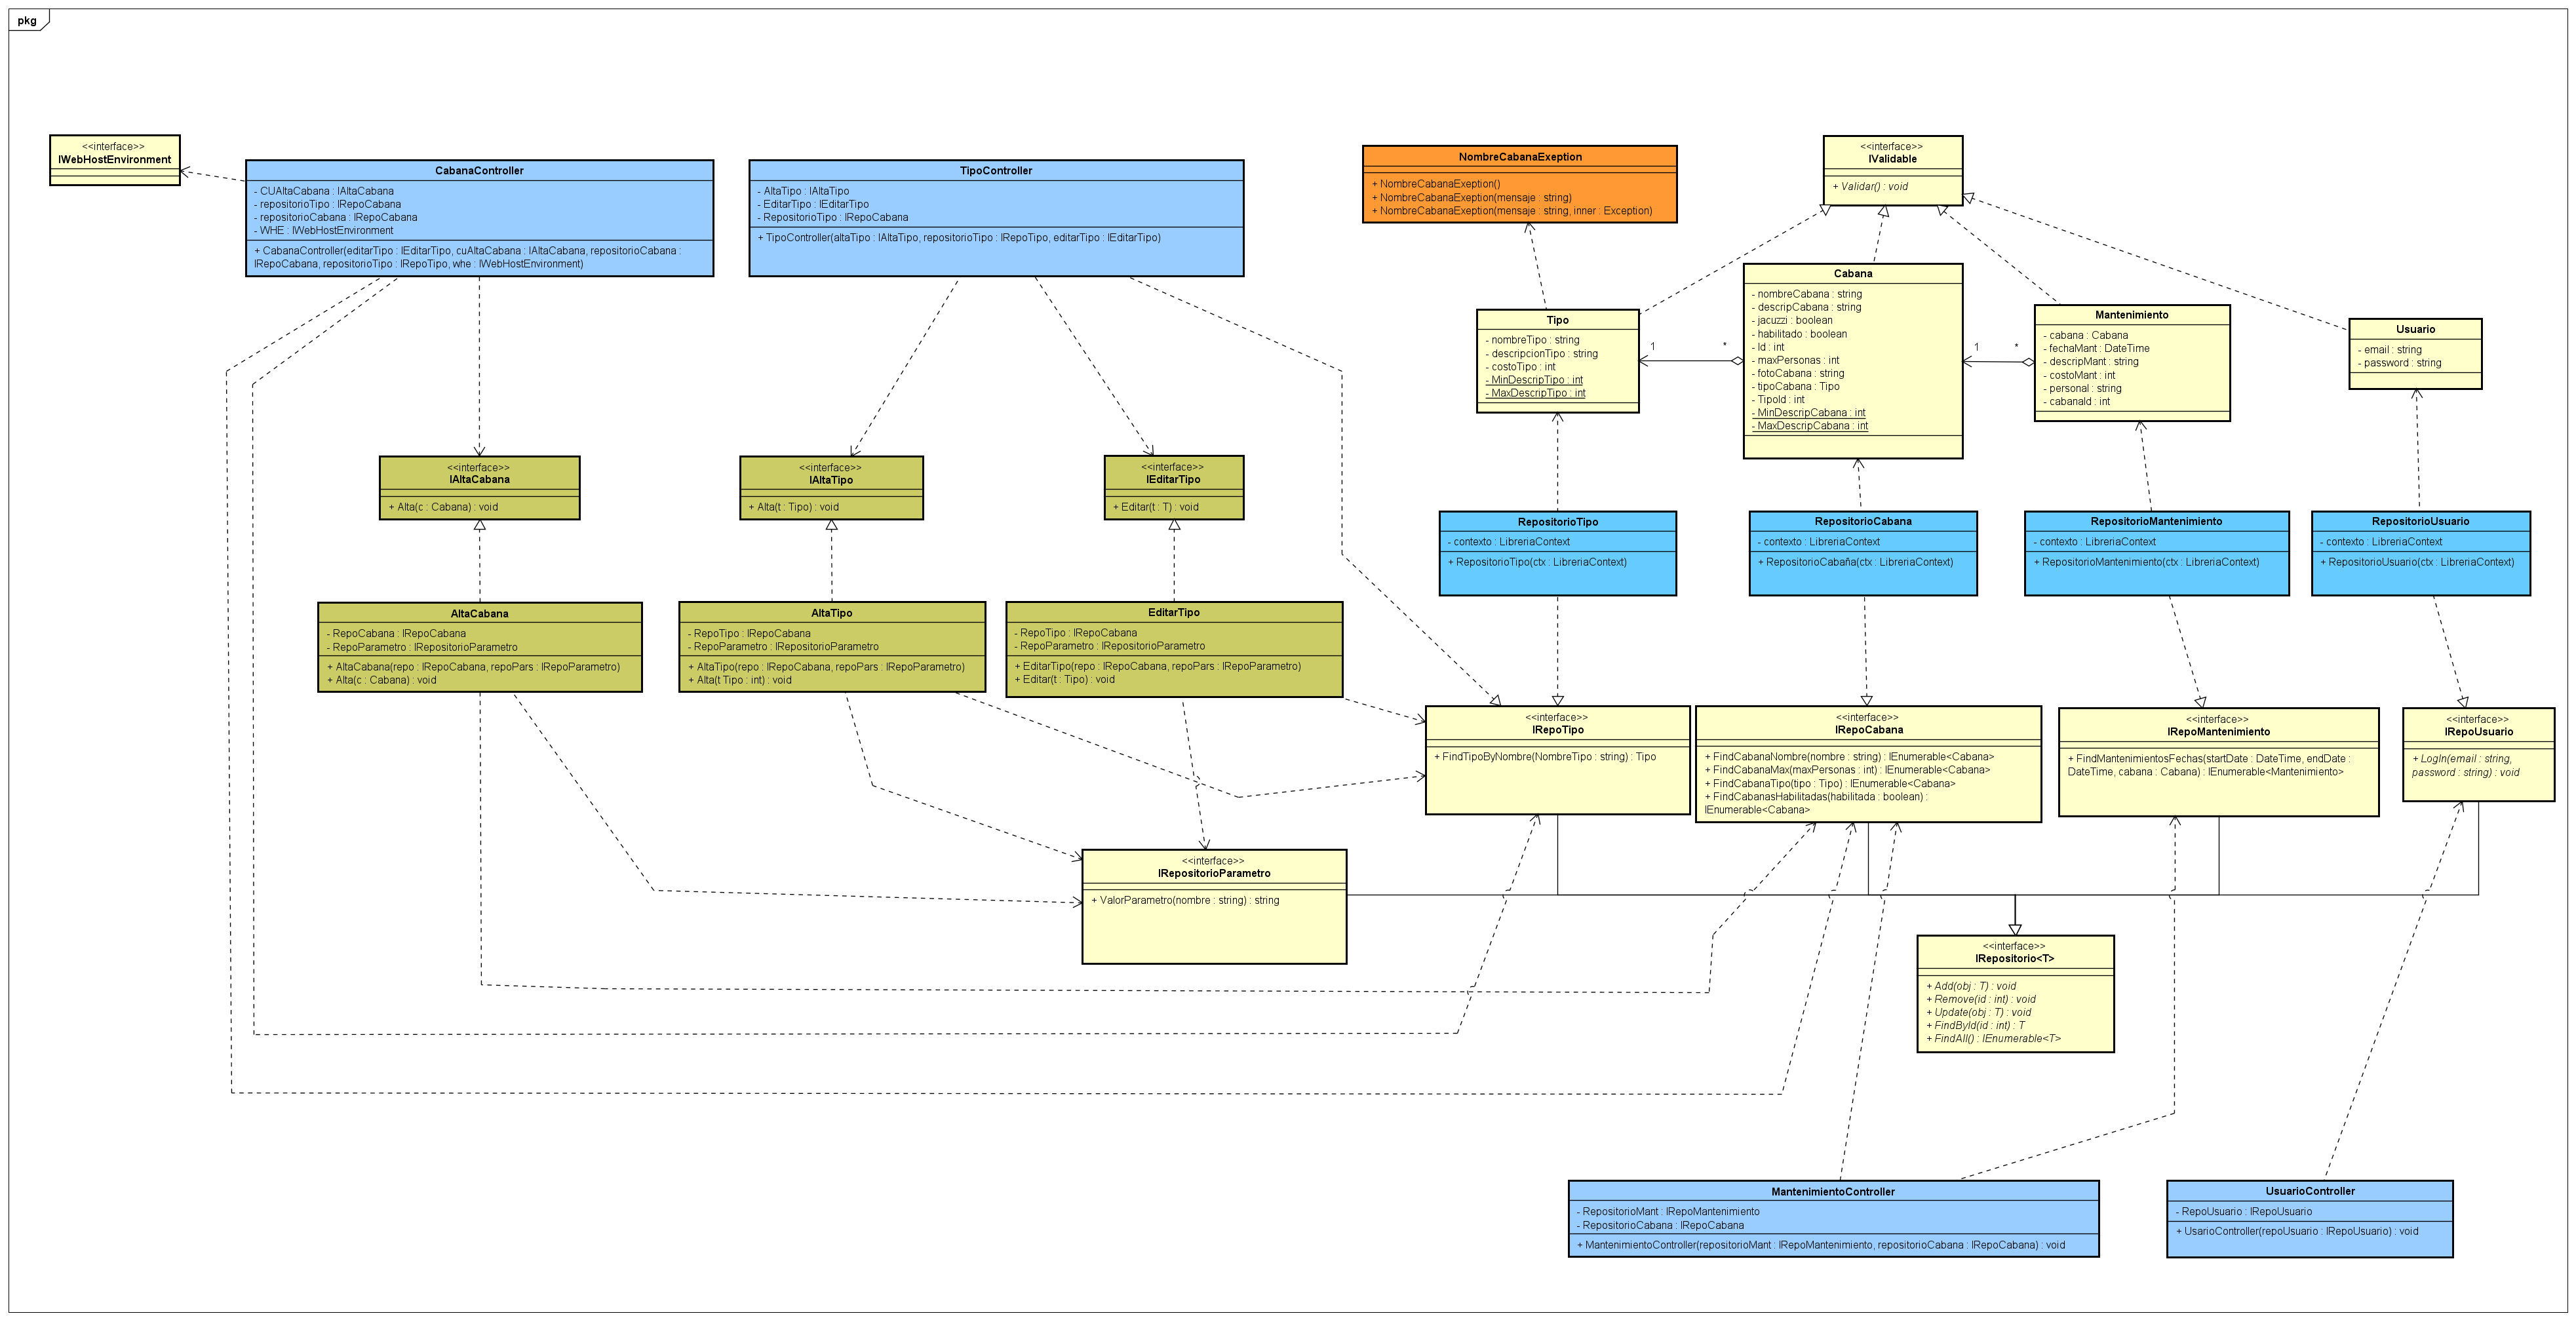 pkg
<<interface>>
IWebHostEnvironment
CabanaController
- CUAltaCabana : IAltaCabana
- repositorioTipo : IRepoCabana
- repositorioCabana : IRepoCabana
- WHE : IWebHostEnvironment
+ CabanaController(editarTipo : IEditarTipo, cuAltaCabana : IAltaCabana, repositorioCabana :
IRepoCabana, repositorioTipo : IRepoTipo, whe : IWebHostEnvironment)
TipoController
- AltaTipo : IAltaTipo
- EditarTipo : IEditarTipo
- RepositorioTipo : IRepoCabana
+ TipoController(altaTipo : IAltaTipo, repositorioTipo : IRepoTipo, editarTipo : IEditarTipo)
NombreCabanaExeption
+ NombreCabanaExeption()
+ NombreCabanaExeption(mensaje : string)
+ NombreCabanaExeption(mensaje : string, inner : Exception)
<<interface>>
IValidable
+ Validar() : void
Tipo
- nombreTipo : string
- descripcionTipo : string
- costoTipo : int
- MinDescripTipo : int
- MaxDescripTipo : int
1
*
Cabana
- nombreCabana : string
- descripCabana : string
- jacuzzi : boolean
- habilitado : boolean
- Id : int
- maxPersonas : int
- fotoCabana : string
- tipoCabana : Tipo
- TipoId : int
- MinDescripCabana : int
- MaxDescripCabana : int
1
*
Mantenimiento
- cabana : Cabana
- fechaMant : DateTime
- descripMant : string
- costoMant : int
- personal : string
- cabanaId : int
Usuario
- email : string
- password : string
<<interface>>
IAltaCabana
+ Alta(c : Cabana) : void
<<interface>>
IAltaTipo
+ Alta(t : Tipo) : void
<<interface>>
IEditarTipo
+ Editar(t : T) : void
RepositorioTipo
- contexto : LibreriaContext
+ RepositorioTipo(ctx : LibreriaContext)
RepositorioCabana
- contexto : LibreriaContext
+ RepositorioCabaña(ctx : LibreriaContext)
RepositorioMantenimiento
- contexto : LibreriaContext
+ RepositorioMantenimiento(ctx : LibreriaContext)
RepositorioUsuario
- contexto : LibreriaContext
+ RepositorioUsuario(ctx : LibreriaContext)
AltaCabana
- RepoCabana : IRepoCabana
- RepoParametro : IRepositorioParametro
+ AltaCabana(repo : IRepoCabana, repoPars : IRepoParametro)
+ Alta(c : Cabana) : void
AltaTipo
- RepoTipo : IRepoCabana
- RepoParametro : IRepositorioParametro
+ AltaTipo(repo : IRepoCabana, repoPars : IRepoParametro)
+ Alta(t Tipo : int) : void
EditarTipo
- RepoTipo : IRepoCabana
- RepoParametro : IRepositorioParametro
+ EditarTipo(repo : IRepoCabana, repoPars : IRepoParametro)
+ Editar(t : Tipo) : void
<<interface>>
IRepoTipo
+ FindTipoByNombre(NombreTipo : string) : Tipo
<<interface>>
IRepoCabana
+ FindCabanaNombre(nombre : string) : IEnumerable<Cabana>
+ FindCabanaMax(maxPersonas : int) : IEnumerable<Cabana>
+ FindCabanaTipo(tipo : Tipo) : IEnumerable<Cabana>
+ FindCabanasHabilitadas(habilitada : boolean) :
IEnumerable<Cabana>
<<interface>>
IRepoMantenimiento
+ FindMantenimientosFechas(startDate : DateTime, endDate :
DateTime, cabana : Cabana) : IEnumerable<Mantenimiento>
<<interface>>
IRepoUsuario
+ LogIn(email : string,
password : string) : void
<<interface>>
IRepositorioParametro
+ ValorParametro(nombre : string) : string
<<interface>>
IRepositorio<T>
+ Add(obj : T) : void
+ Remove(id : int) : void
+ Update(obj : T) : void
+ FindById(id : int) : T
+ FindAll() : IEnumerable<T>
MantenimientoController
- RepositorioMant : IRepoMantenimiento
- RepositorioCabana : IRepoCabana
+ MantenimientoController(repositorioMant : IRepoMantenimiento, repositorioCabana : IRepoCabana) : void
UsuarioController
- RepoUsuario : IRepoUsuario
+ UsarioController(repoUsuario : IRepoUsuario) : void